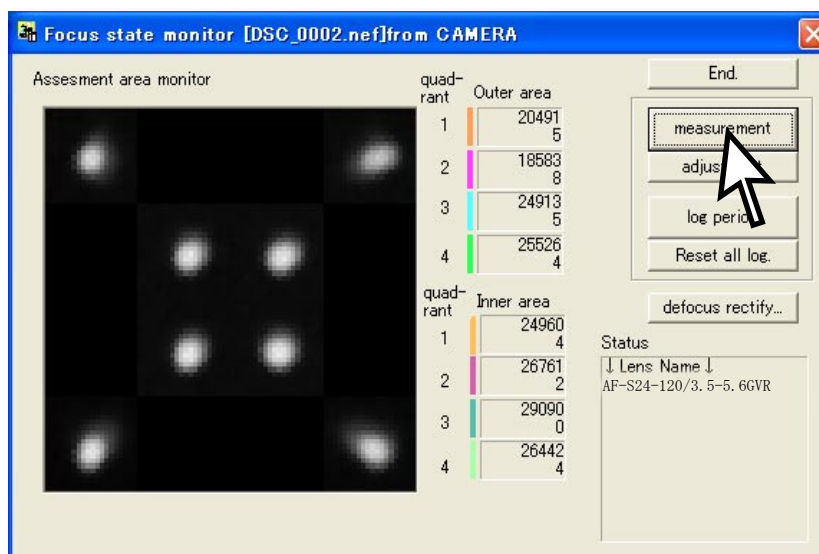 Focus state monitor [DSC_0002.nef]from CAMERA
Assesment area monitor
quad-
rant
Outer area
1
20491
5
2
18583
8
3
24913
5
4
25526
4
quad-
rant
Inner area
1
24960
4
2
26761
2
3
29090
0
4
26442
4
End.
measurement
log perio
Reset all log.
defocus rectify...
Status
↓Lens Name↓
AF-S24-120/3.5-5.6GVR